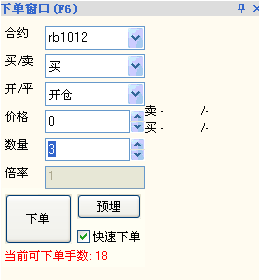 下单窗口(F6)
合约 rb1012
买/卖 买
开/平 开仓
价格 0 卖 - /-
买 - /-
数量 3
倍率 1
下单 预埋
快速下单
当前可下单手数: 18